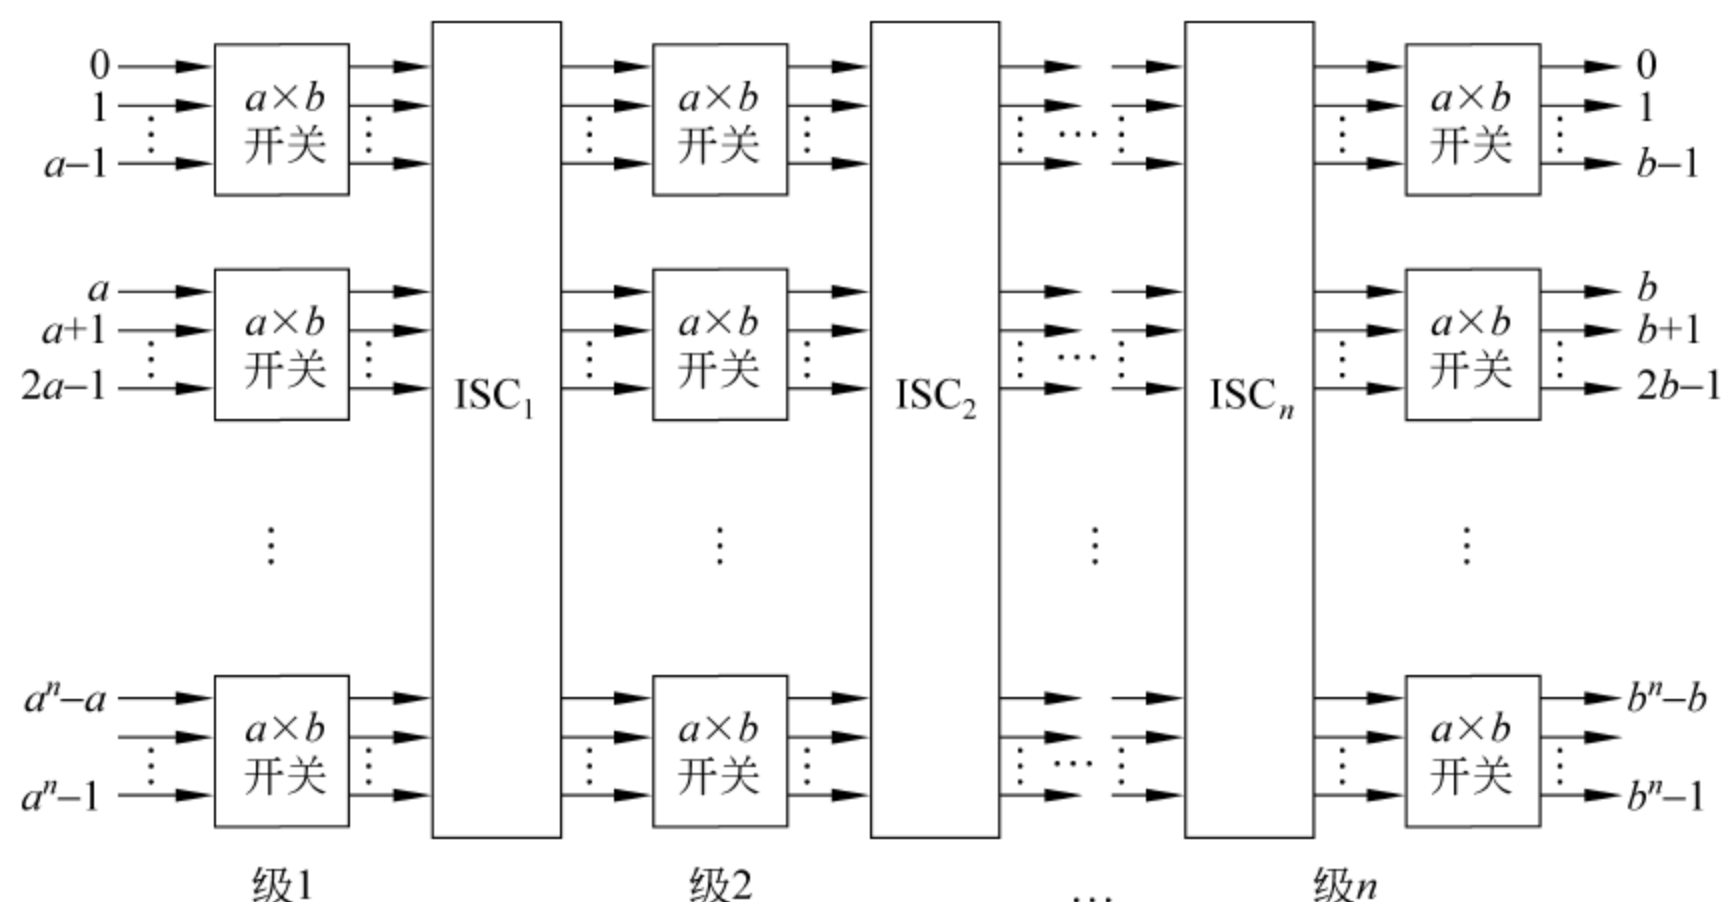 0
1
⋮
a−1
a×b
开关
⋮
⋮
a×b
开关
⋮
⋮
…
⋮
⋮
a×b
开关
⋮
0
1
b−1
a
a+1
⋮
2a−1
a×b
开关
⋮
ISC₁
⋮
a×b
开关
⋮
ISC₂
⋮
…
⋮
ISCₙ
⋮
a×b
开关
⋮
b
b+1
2b−1
⋮
⋮
⋮
⋮
aⁿ−a
⋮
aⁿ−1
a×b
开关
⋮
⋮
a×b
开关
⋮
⋮
…
⋮
⋮
a×b
开关
⋮
bⁿ−b
bⁿ−1
级1
级2
…
级n